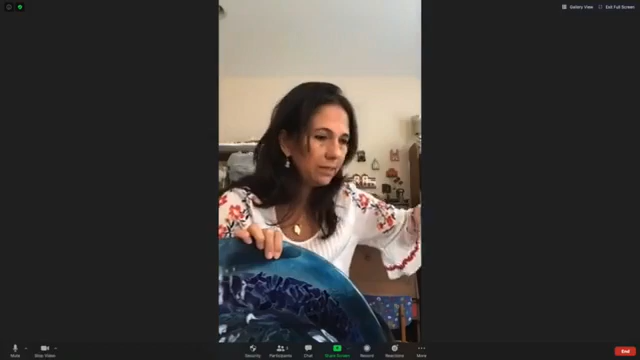 Gallery View
Exit Full Screen
Mute
Stop Video
Security
Participants
Chat
Share Screen
Record
Reactions
More
End